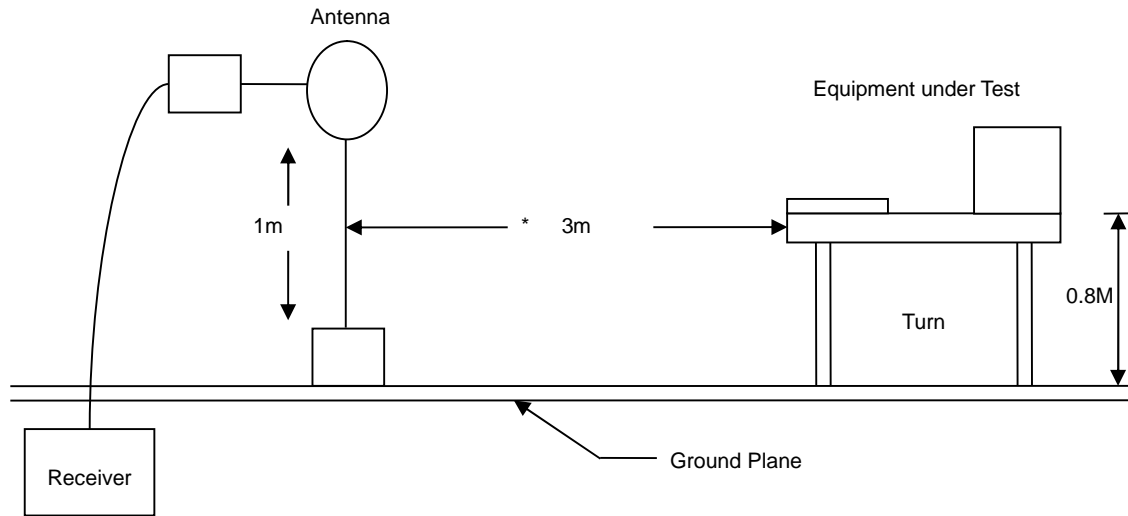 Antenna
Equipment under Test
1m
* 3m
0.8M
Turn
Receiver
Ground Plane